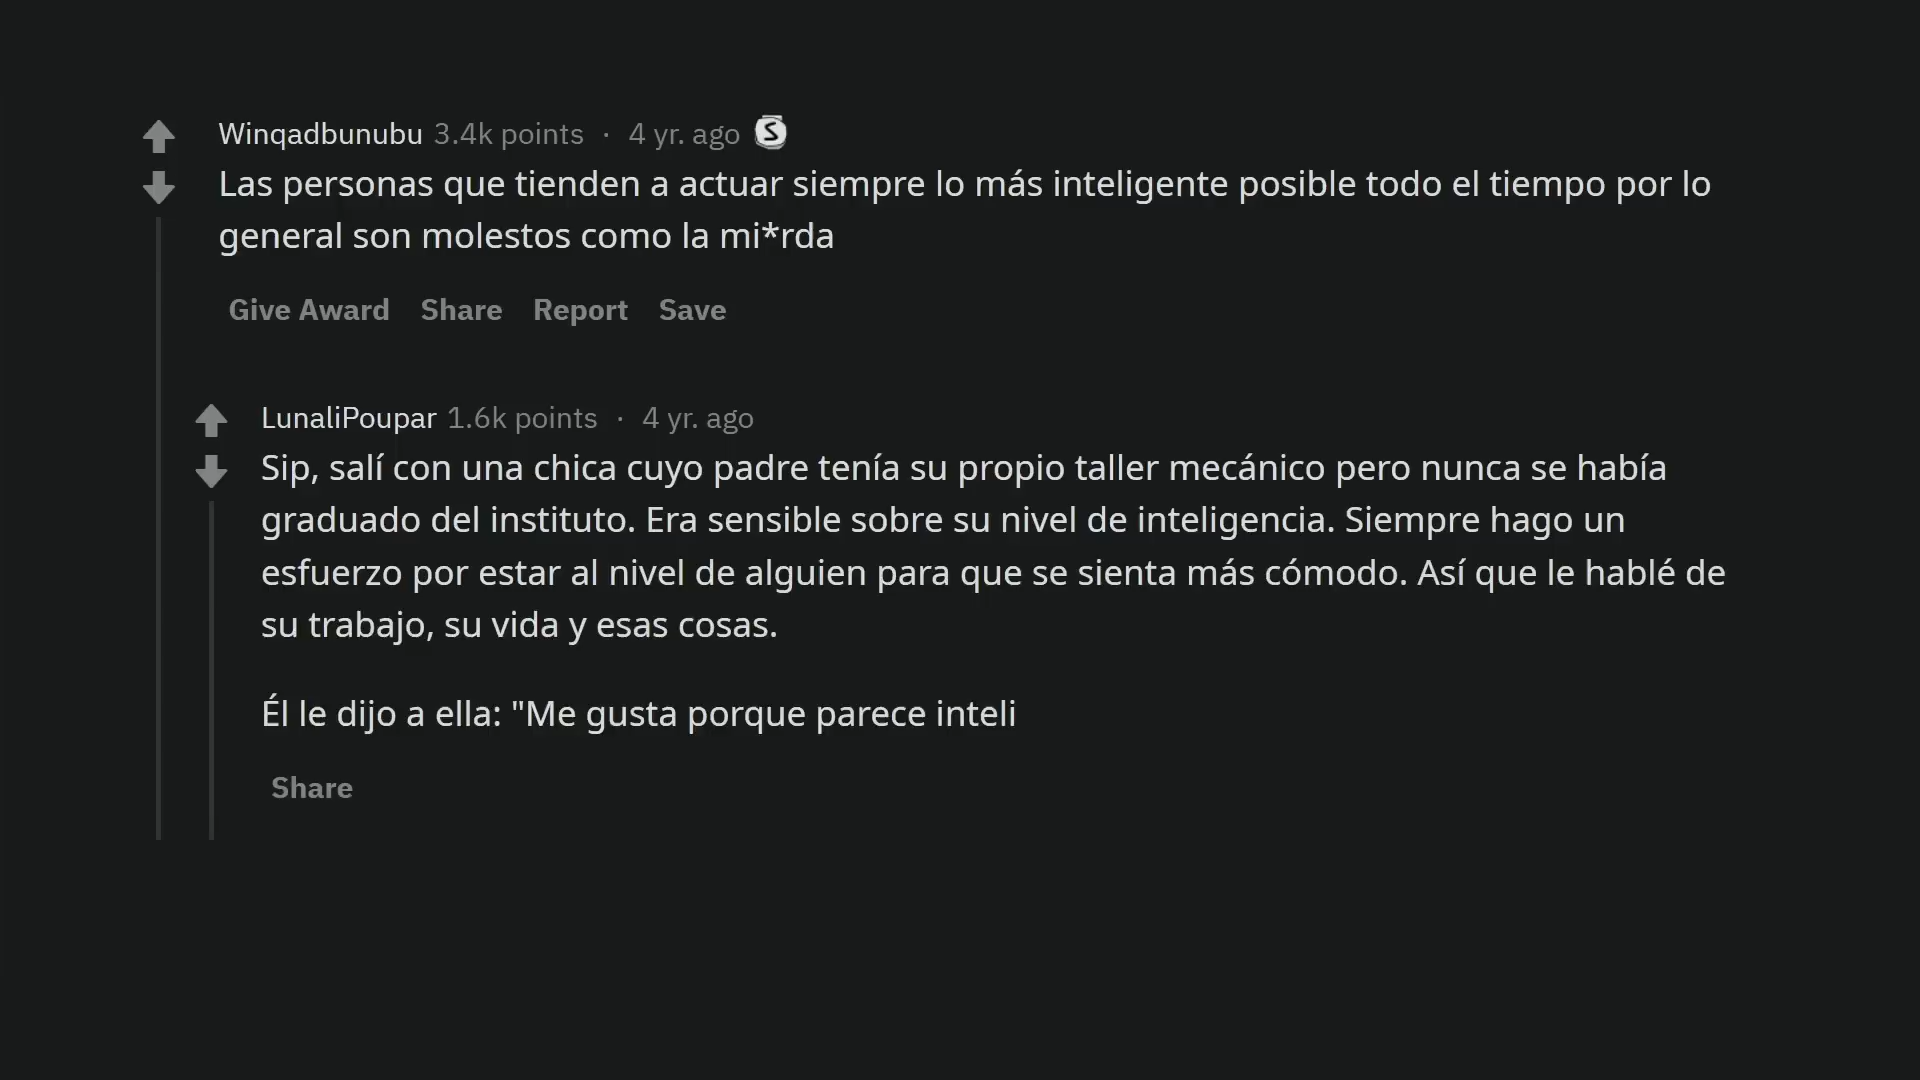 Winqadbunubu 3.4k points · 4 yr. ago S
Las personas que tienden a actuar siempre lo más inteligente posible todo el tiempo por lo
general son molestos como la mi*rda
Give Award Share Report Save
LunaliPoupar 1.6k points · 4 yr. ago
Sip, salí con una chica cuyo padre tenía su propio taller mecánico pero nunca se había
graduado del instituto. Era sensible sobre su nivel de inteligencia. Siempre hago un
esfuerzo por estar al nivel de alguien para que se sienta más cómodo. Así que le hablé de
su trabajo, su vida y esas cosas.
Él le dijo a ella: "Me gusta porque parece inteli
Share